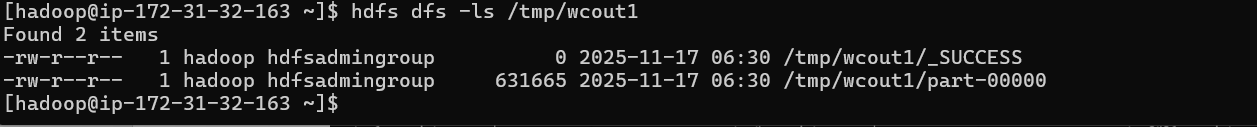 [hadoop@ip-172-31-32-163 ~]$ hdfs dfs -ls /tmp/wcout1
Found 2 items
-rw-r--r--   1 hadoop hdfsadmingroup          0 2025-11-17 06:30 /tmp/wcout1/_SUCCESS
-rw-r--r--   1 hadoop hdfsadmingroup     631665 2025-11-17 06:30 /tmp/wcout1/part-00000
[hadoop@ip-172-31-32-163 ~]$